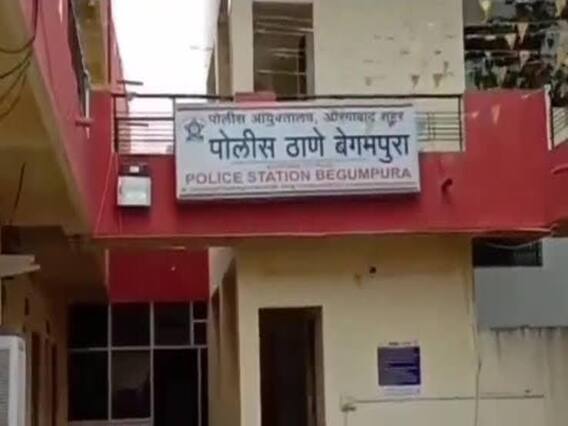 पोलीस आयुक्तालय, औरंगाबाद शहर
पोलीस ठाणे बेगमपुरा
POLICE STATION BEGUMPURA